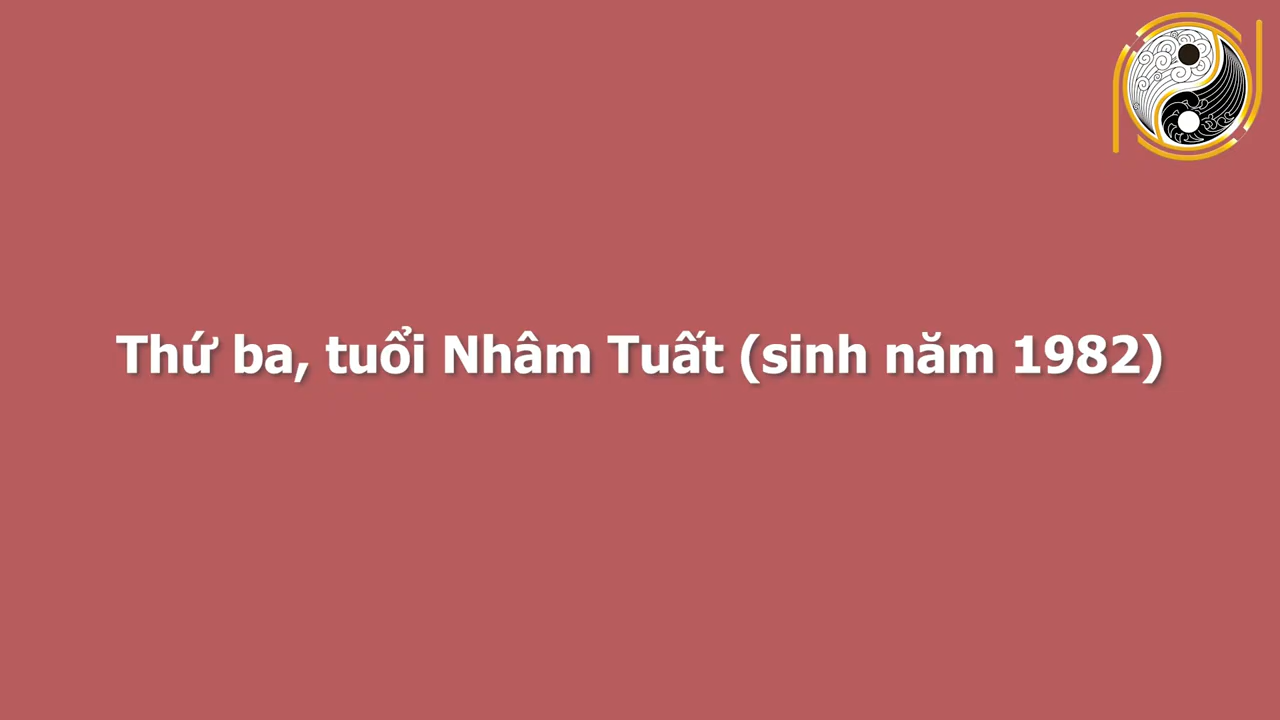 Thứ ba, tuổi Nhâm Tuất (sinh năm 1982)